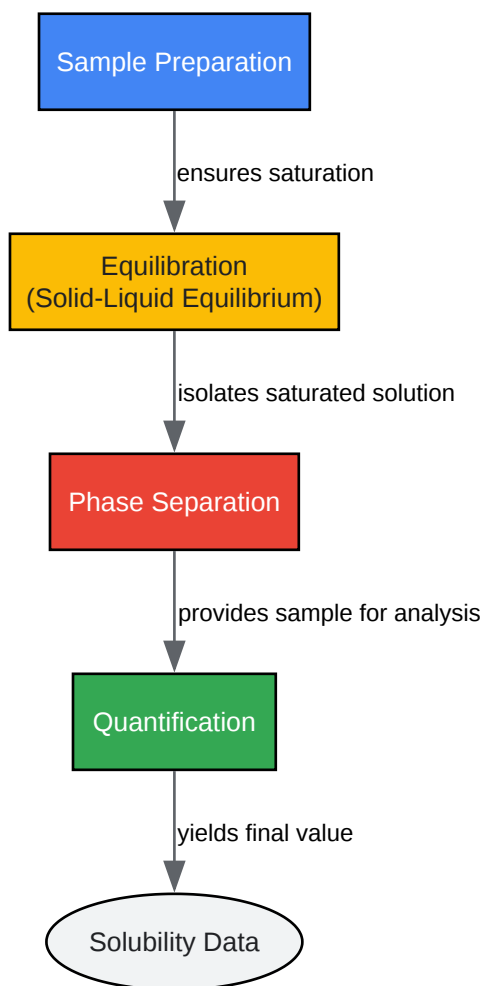 Sample Preparation
ensures saturation
Equilibration
(Solid-Liquid Equilibrium)
isolates saturated solution
Phase Separation
provides sample for analysis
Quantification
yields final value
Solubility Data